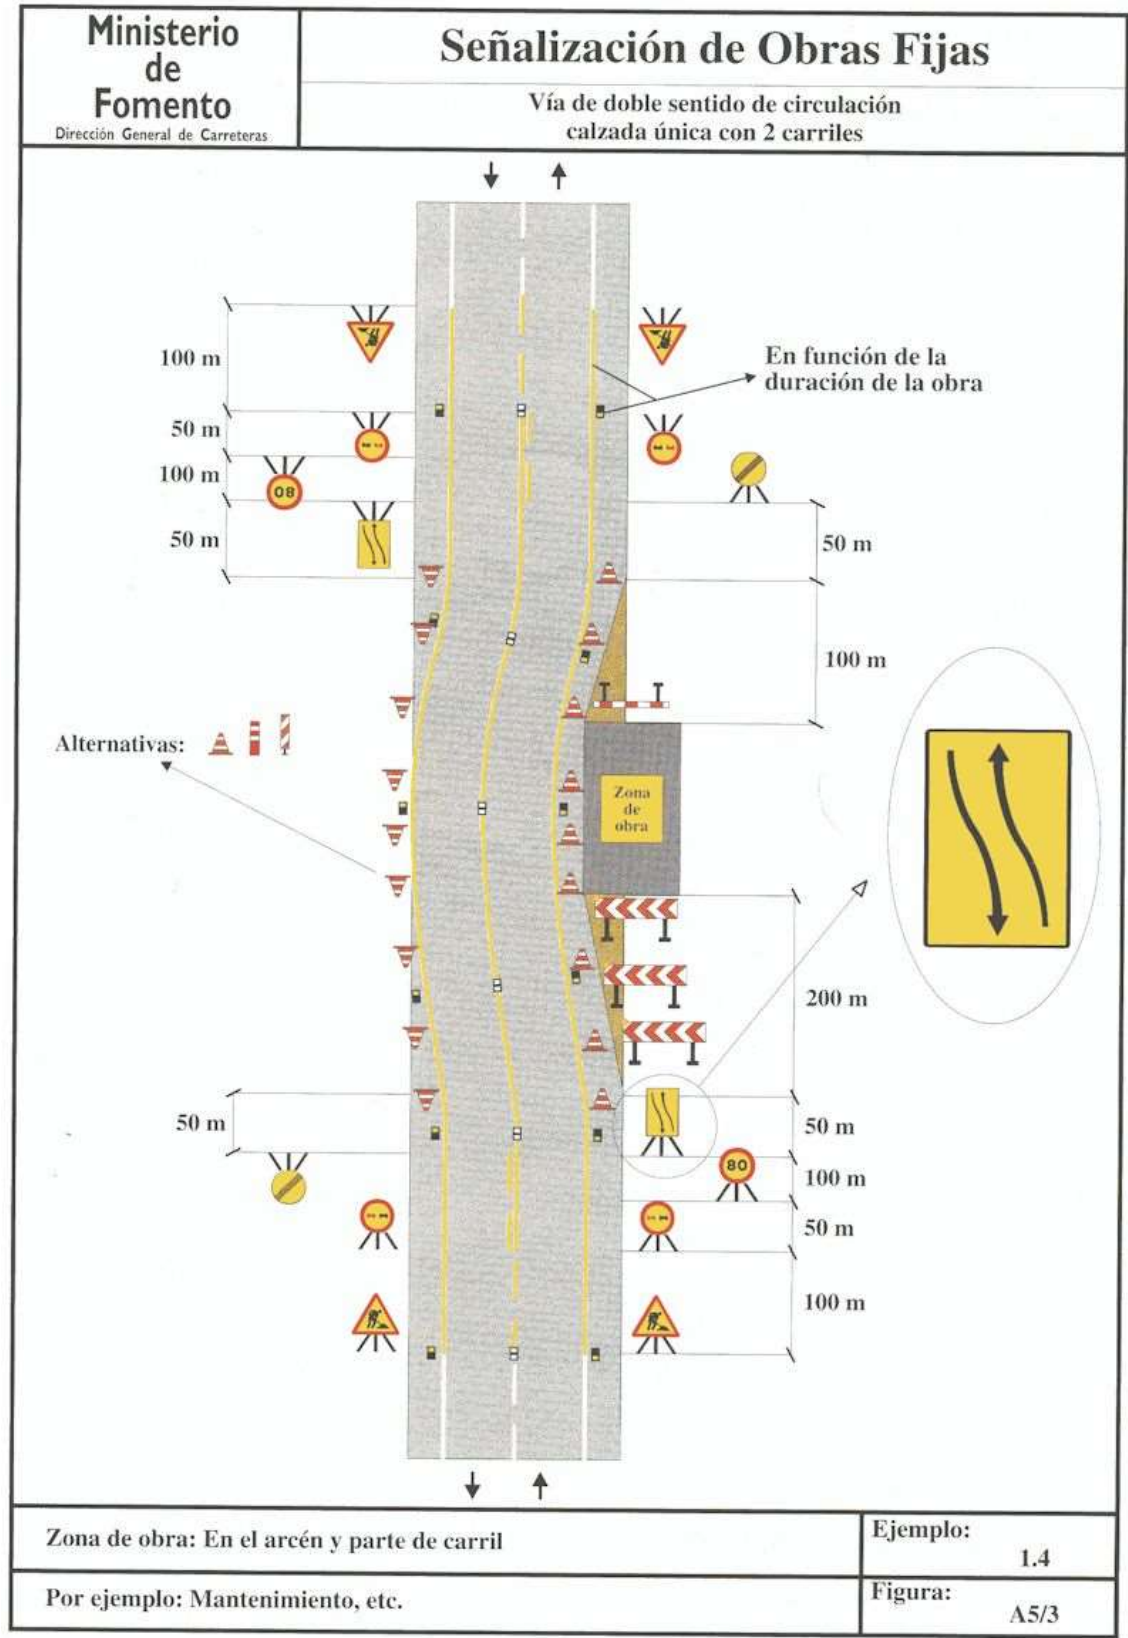 Ministerio
de
Fomento
Dirección General de Carreteras
Señalización de Obras Fijas
Vía de doble sentido de circulación
calzada única con 2 carriles
100 m
50 m
100 m
50 m
80
En función de la
duración de la obra
50 m
100 m
Alternativas:
Zona
de
obra
200 m
50 m
50 m
80
100 m
50 m
100 m
Zona de obra: En el arcén y parte de carril
Ejemplo:
1.4
Por ejemplo: Mantenimiento, etc.
Figura:
A5/3